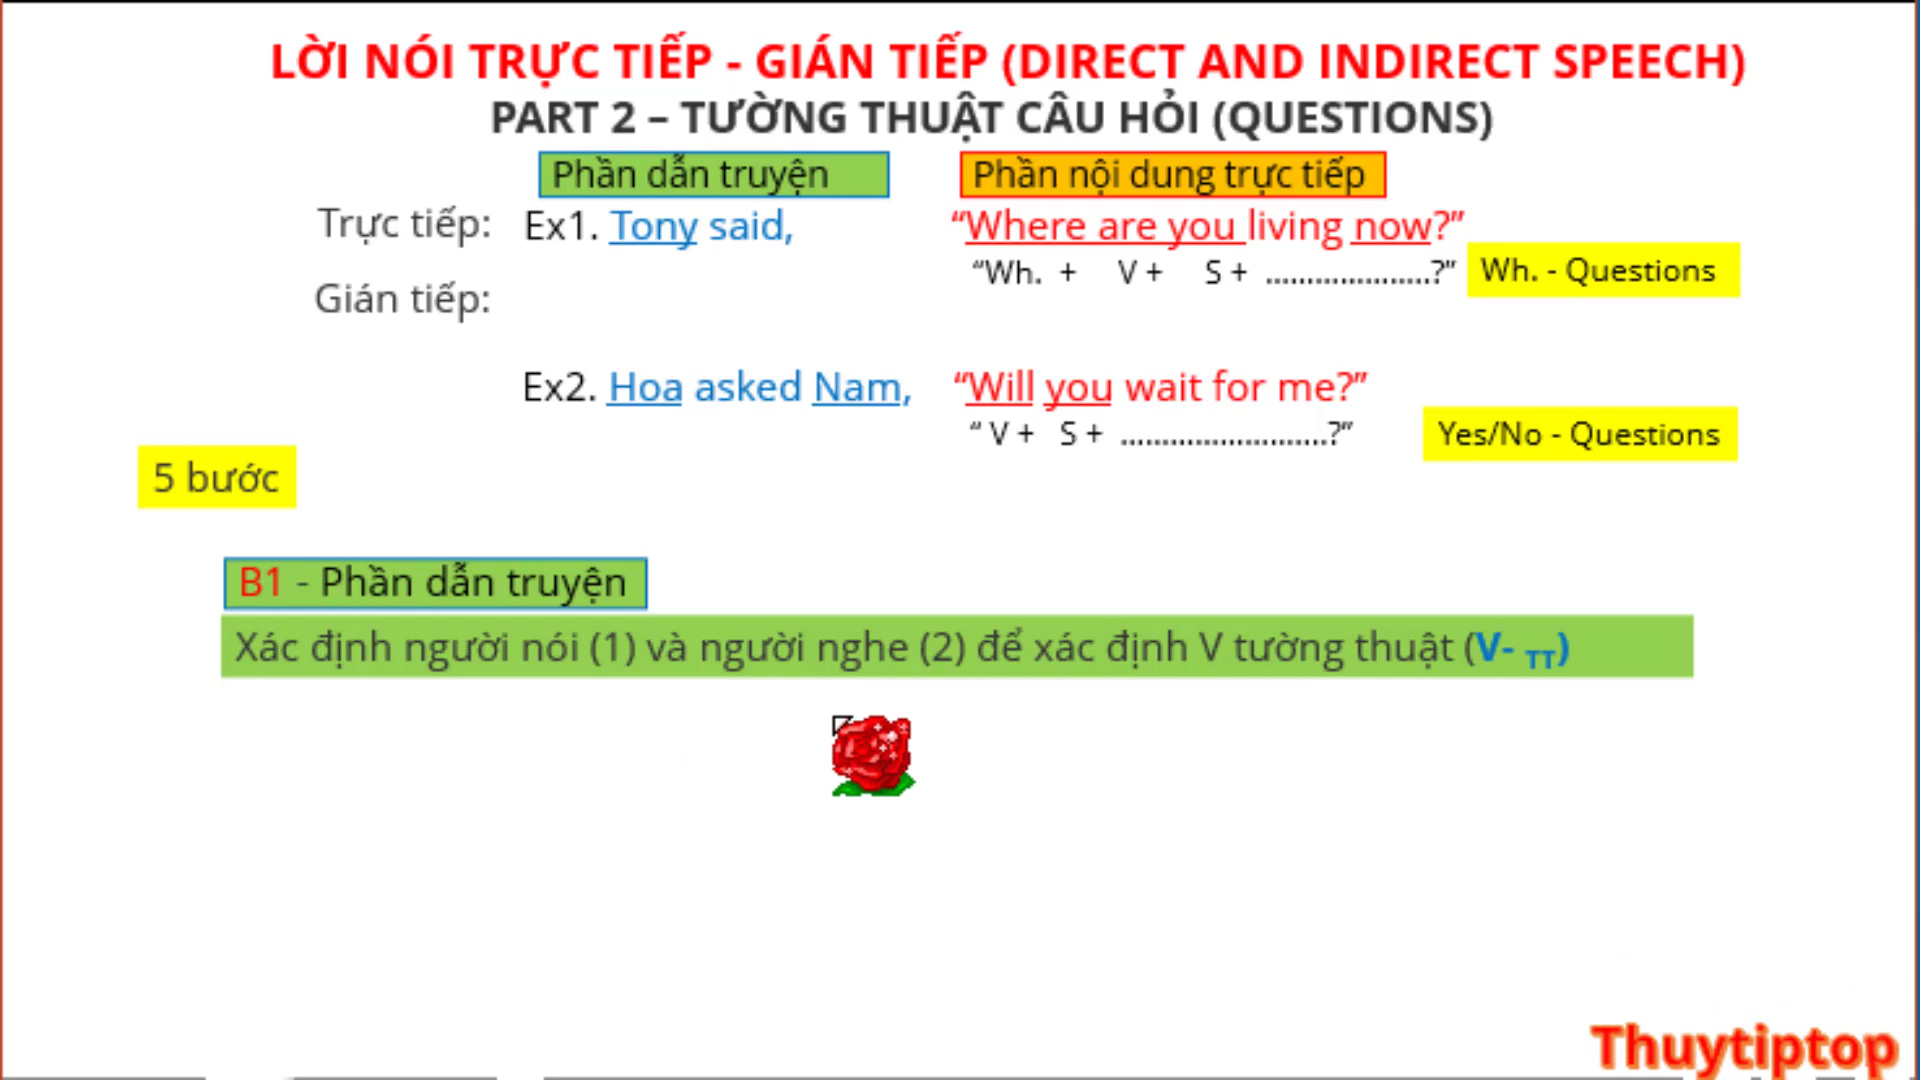 LỜI NÓI TRỰC TIẾP - GIÁN TIẾP (DIRECT AND INDIRECT SPEECH)
PART 2 – TƯỜNG THUẬT CÂU HỎI (QUESTIONS)
Phần dẫn truyện Phần nội dung trực tiếp
Trực tiếp: Ex1. Tony said, “Where are you living now?”
“Wh. + V + S + ....................?” Wh. - Questions
Gián tiếp:
Ex2. Hoa asked Nam, “Will you wait for me?”
“ V + S + .........................?” Yes/No - Questions
5 bước
B1 - Phần dẫn truyện
Xác định người nói (1) và người nghe (2) để xác định V tường thuật (V- TT)
Thuytiptop